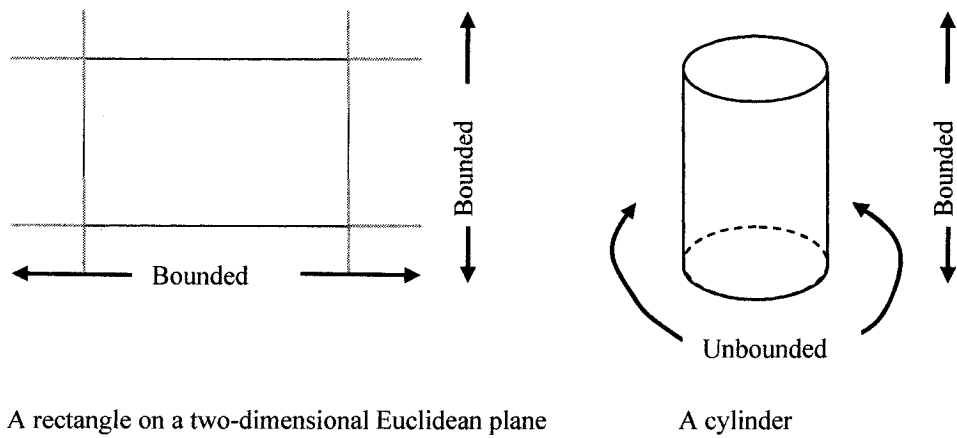 Bounded
Bounded
Bounded
Unbounded
A rectangle on a two-dimensional Euclidean plane
A cylinder